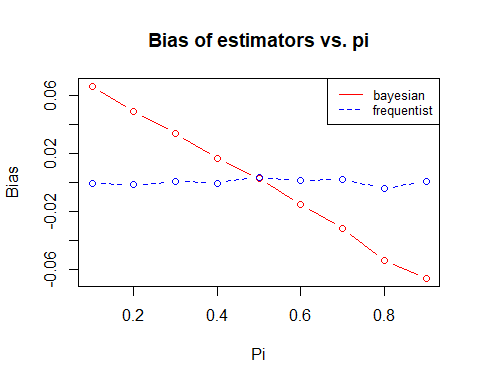 Bias of estimators vs. pi
bayesian
frequentist
Bias
0.06
0.02
-0.02
-0.06
0.2
0.4
0.6
0.8
Pi